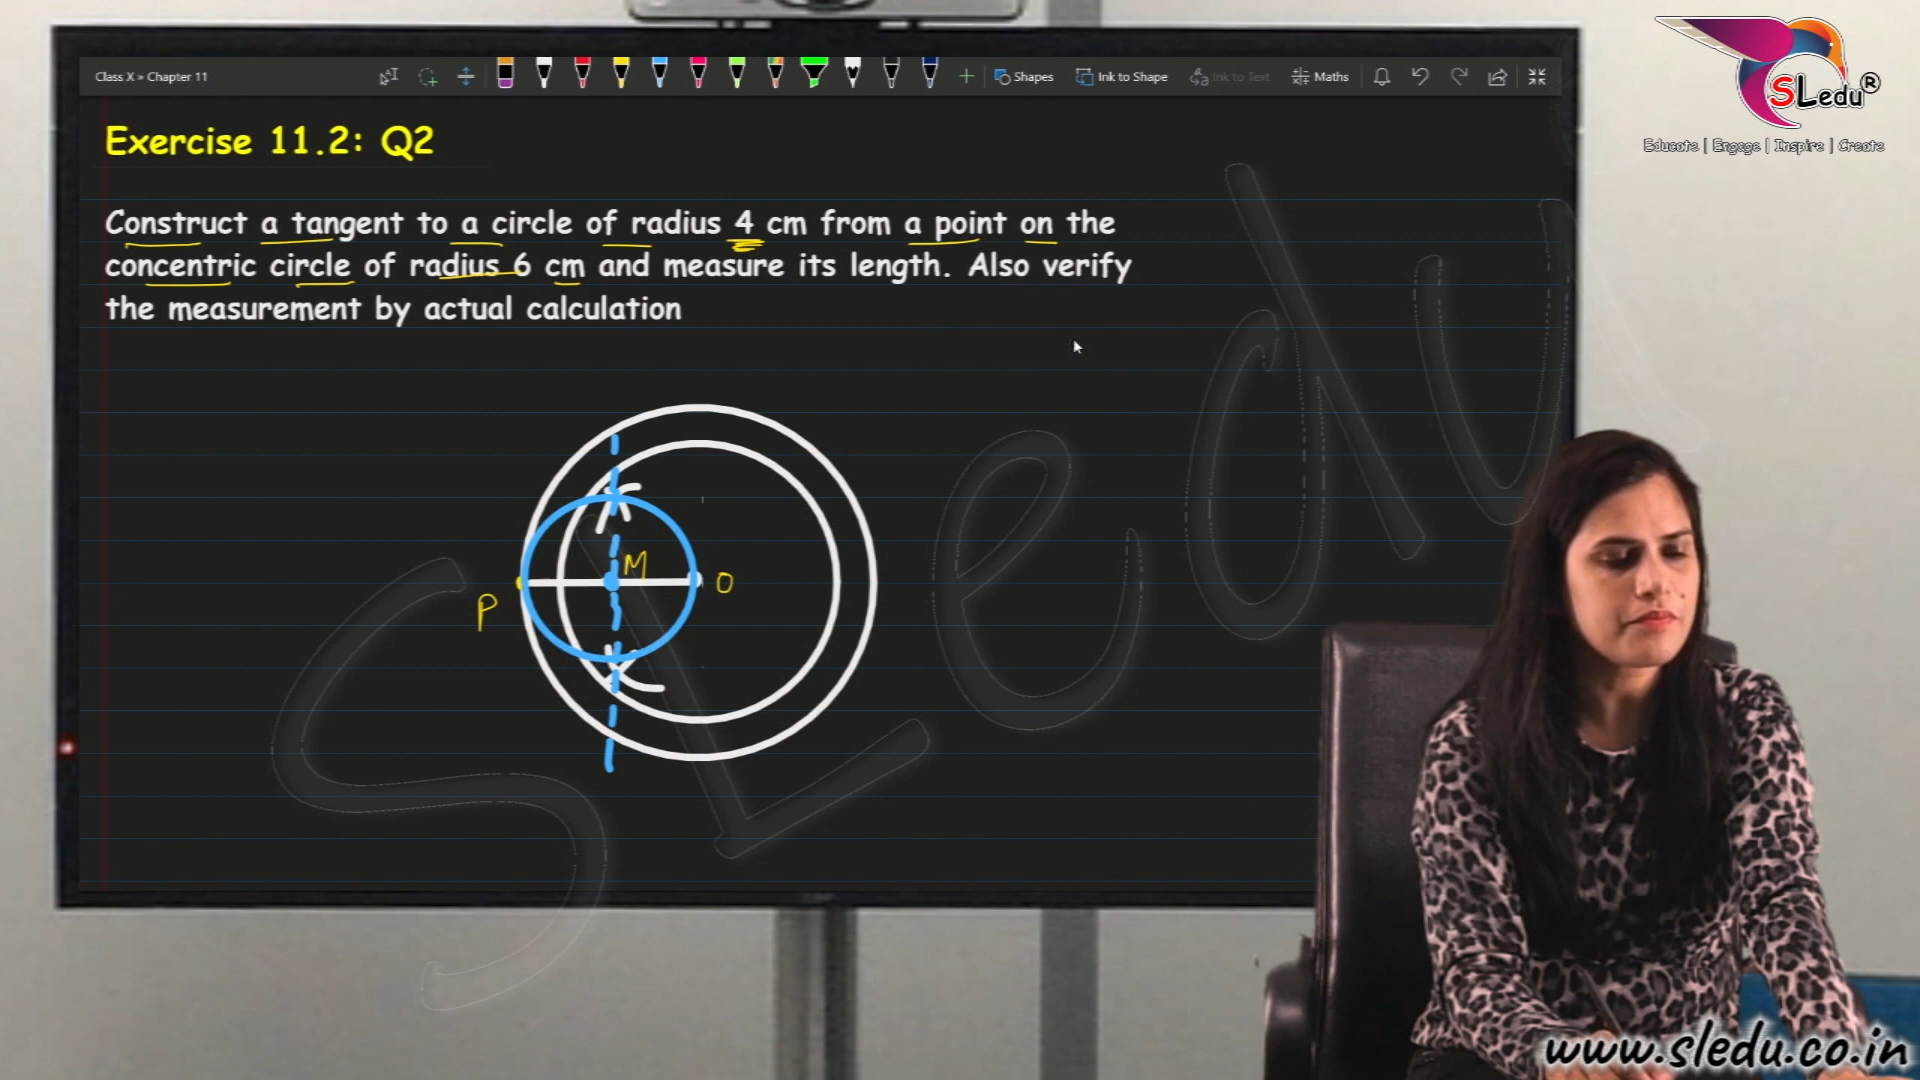 Class X » Chapter 11
Shapes
Ink to Shape
Ink to Text
Maths
SLedu®
Educate | Engage | Inspire | Create
Exercise 11.2: Q2
Construct a tangent to a circle of radius 4 cm from a point on the
concentric circle of radius 6 cm and measure its length. Also verify
the measurement by actual calculation
M
O
P
SLedu
www.sledu.co.in